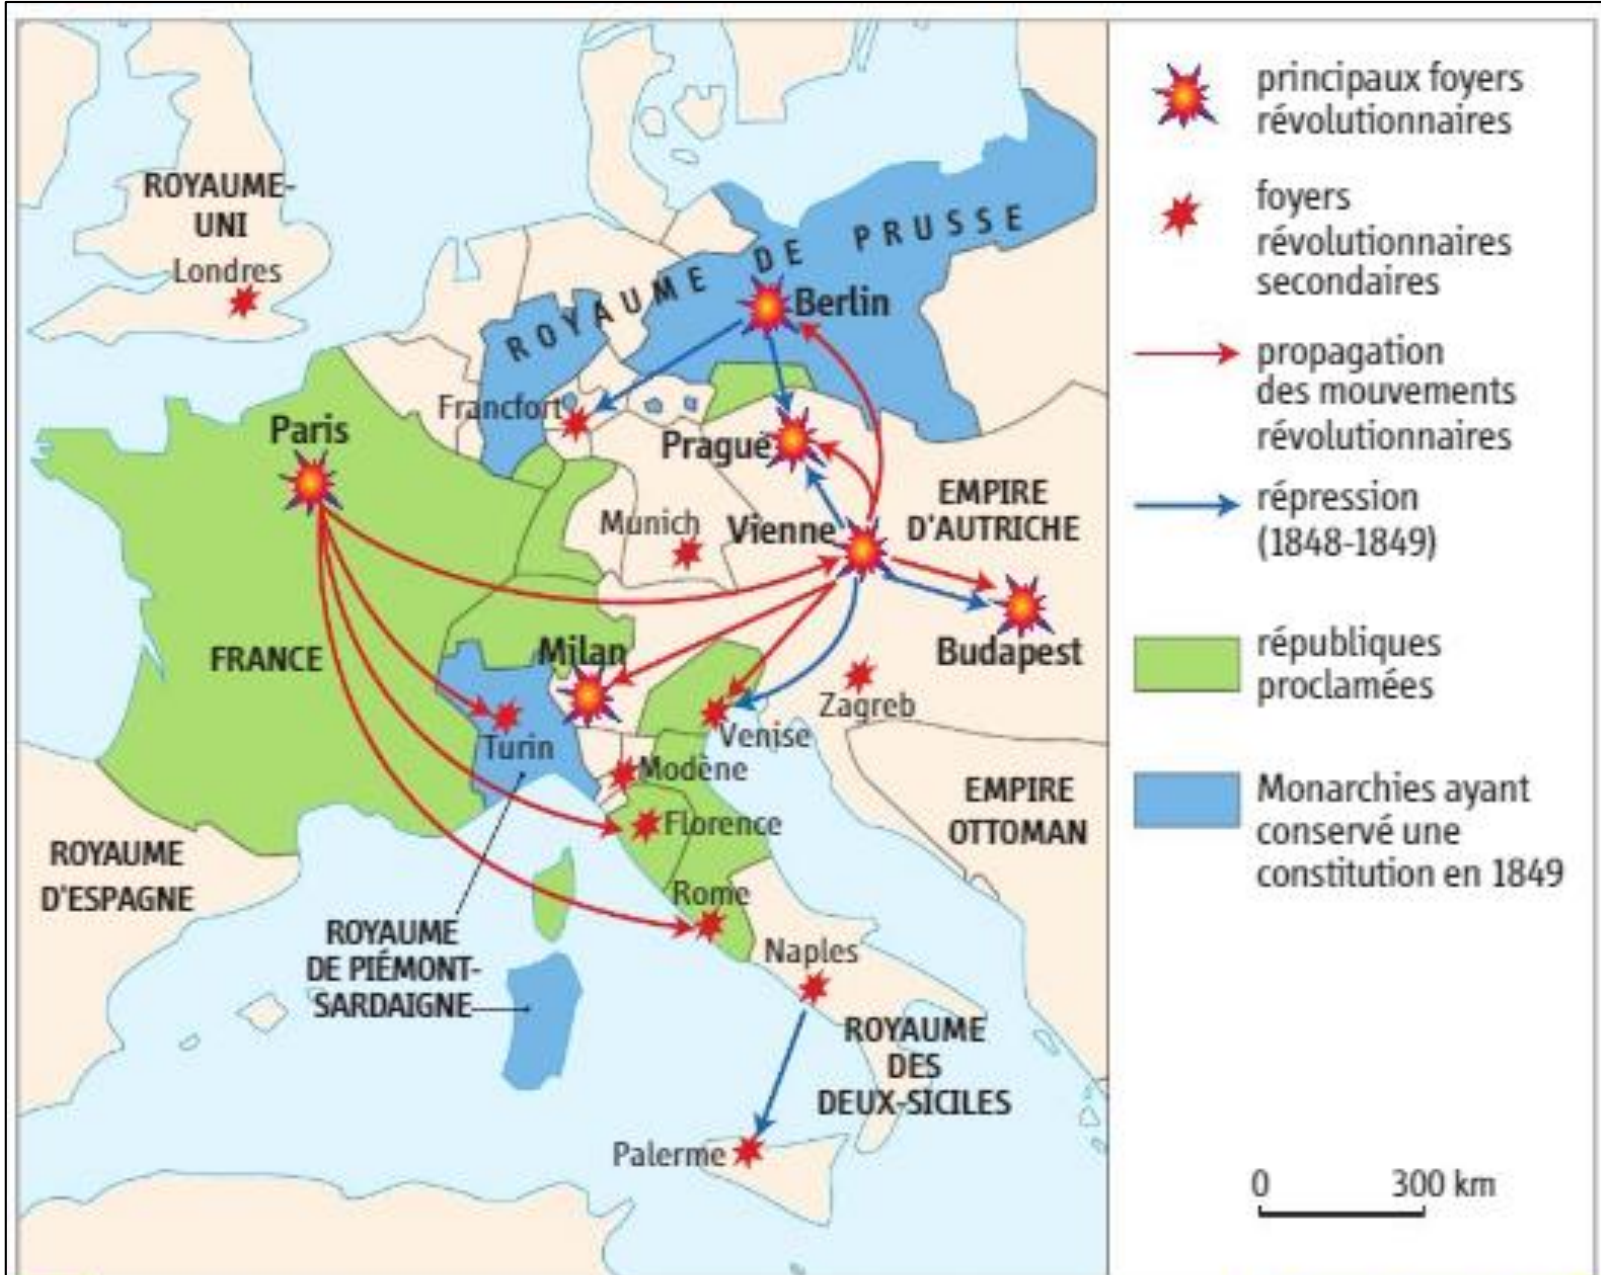 ROYAUME-
UNI
Londres
ROYAUME DE PRUSSE
Berlin
Francfort
Paris
Prague
EMPIRE
D'AUTRICHE
Munich
Vienne
FRANCE
Milan
Budapest
Zagreb
Turin
Venise
Modène
EMPIRE
OTTOMAN
Florence
ROYAUME
D'ESPAGNE
Rome
ROYAUME
DE PIÉMONT-
SARDAIGNE
Naples
ROYAUME
DES
DEUX-SICILES
Palerme
principaux foyers
révolutionnaires
foyers
révolutionnaires
secondaires
propagation
des mouvements
révolutionnaires
répression
(1848-1849)
républiques
proclamées
Monarchies ayant
conservé une
constitution en 1849
0 300 km